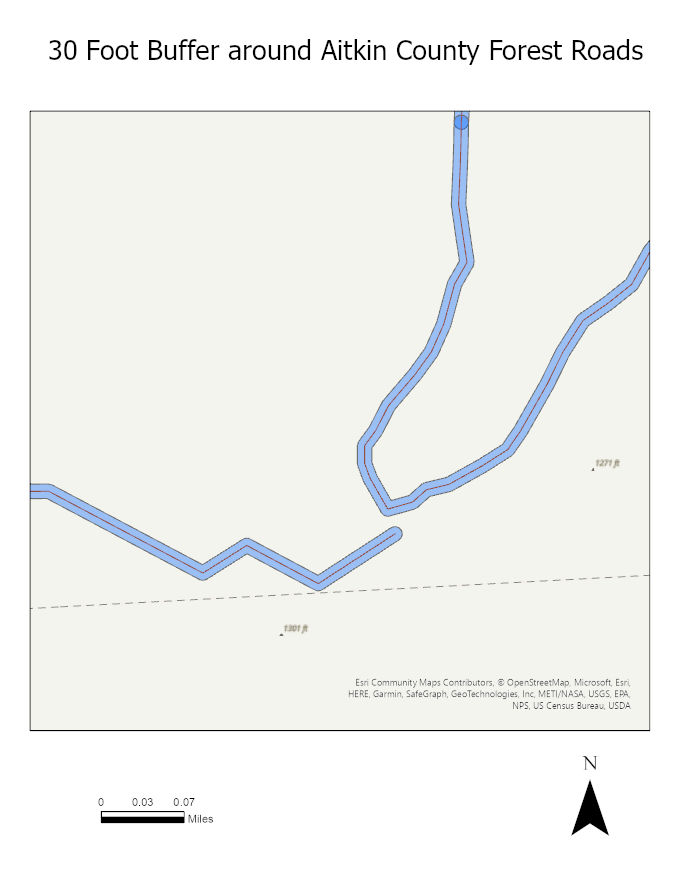 30 Foot Buffer around Aitkin County Forest Roads
1271 ft
1301 ft
Esri Community Maps Contributors, © OpenStreetMap, Microsoft, Esri,
HERE, Garmin, SafeGraph, GeoTechnologies, Inc, METI/NASA, USGS, EPA,
NPS, US Census Bureau, USDA
N
0 0.03 0.07
Miles